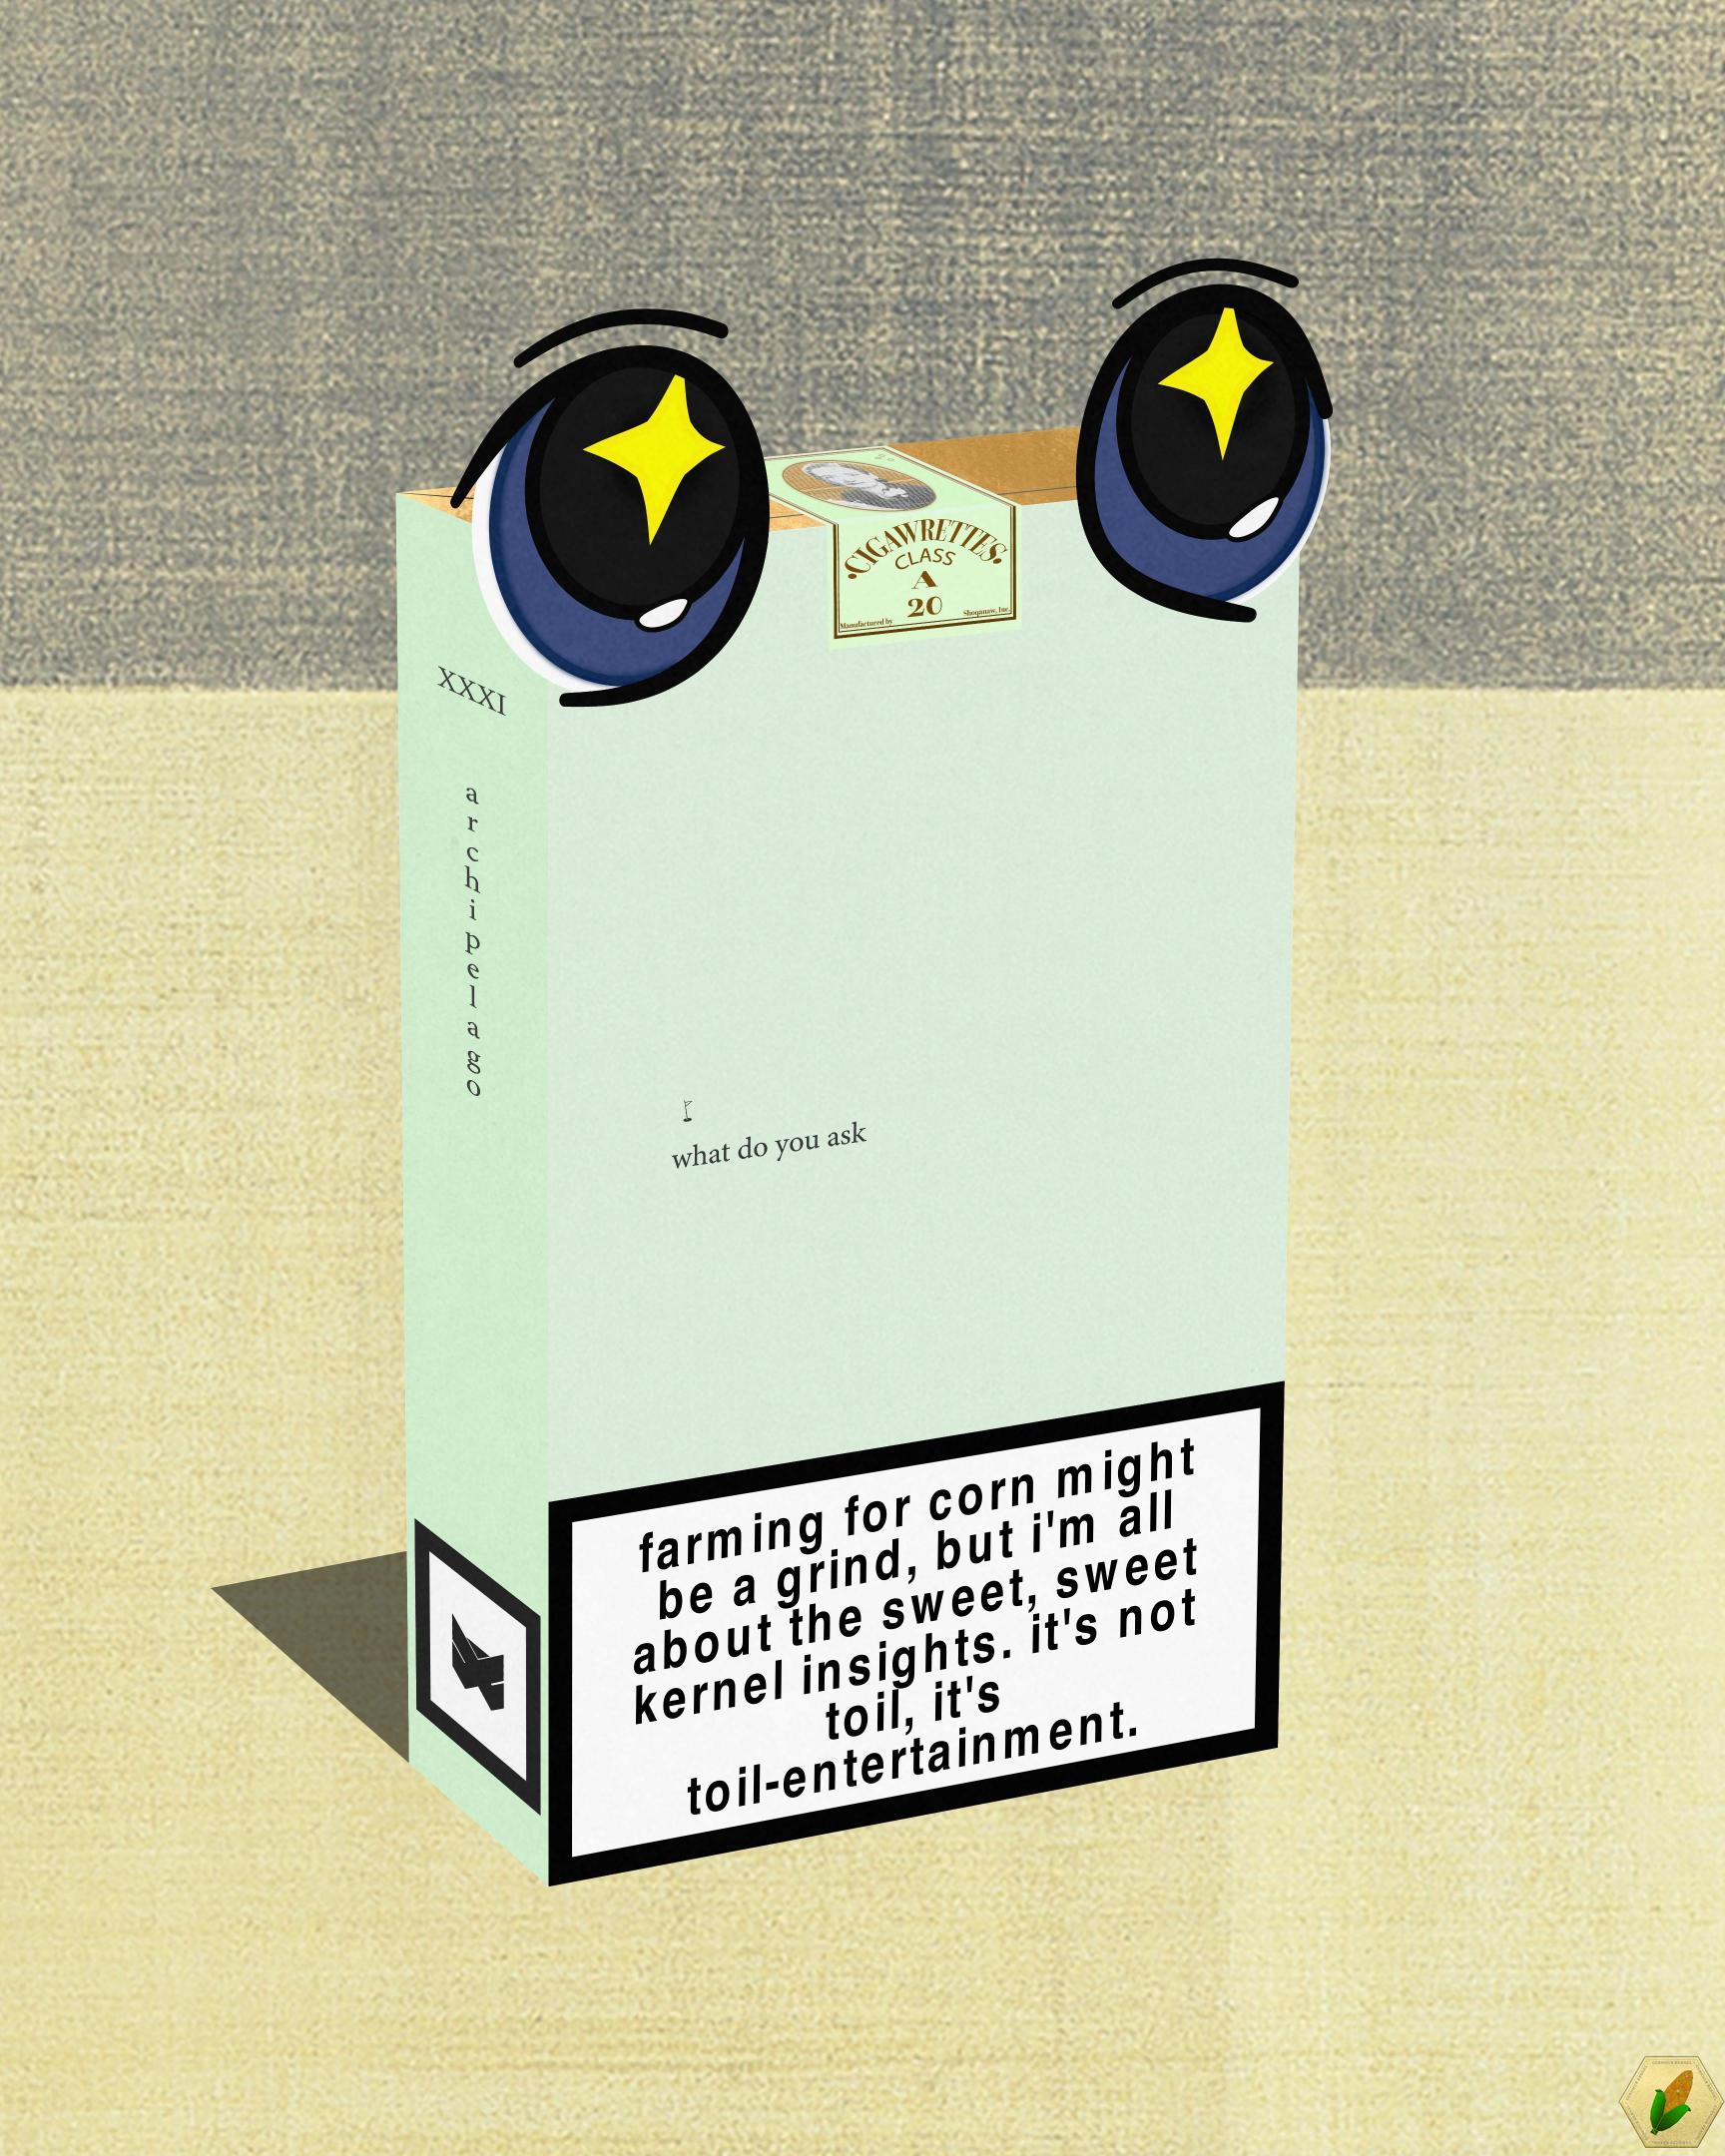 •CIGAWRETTES•
CLASS
A
20
Manufactured by
Shoqanaw, Inc.
XXXI
archipelago
what do you ask
farming for corn might
be a grind, but i'm all
about the sweet, sweet
kernel insights. it's not
toil, it's
toil-entertainment.